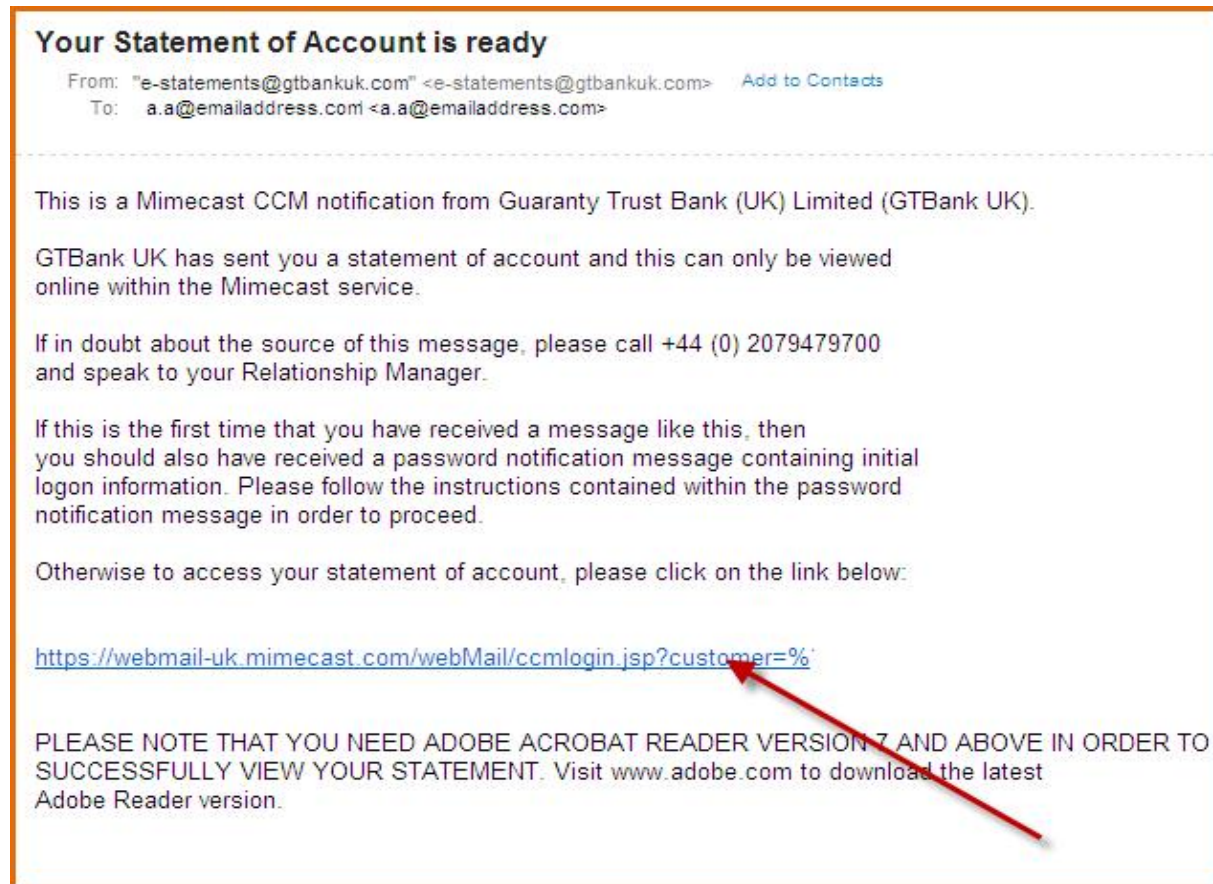 Your Statement of Account is ready
From: "e-statements@gtbankuk.com" <e-statements@gtbankuk.com> Add to Contacts
To: a.a@emailaddress.com <a.a@emailaddress.com>
This is a Mimecast CCM notification from Guaranty Trust Bank (UK) Limited (GTBank UK).
GTBank UK has sent you a statement of account and this can only be viewed
online within the Mimecast service.
If in doubt about the source of this message, please call +44 (0) 2079479700
and speak to your Relationship Manager.
If this is the first time that you have received a message like this, then
you should also have received a password notification message containing initial
logon information. Please follow the instructions contained within the password
notification message in order to proceed.
Otherwise to access your statement of account, please click on the link below:
https://webmail-uk.mimecast.com/webMail/ccmlogin.jsp?customer=%
PLEASE NOTE THAT YOU NEED ADOBE ACROBAT READER VERSION 7 AND ABOVE IN ORDER TO
SUCCESSFULLY VIEW YOUR STATEMENT. Visit www.adobe.com to download the latest
Adobe Reader version.